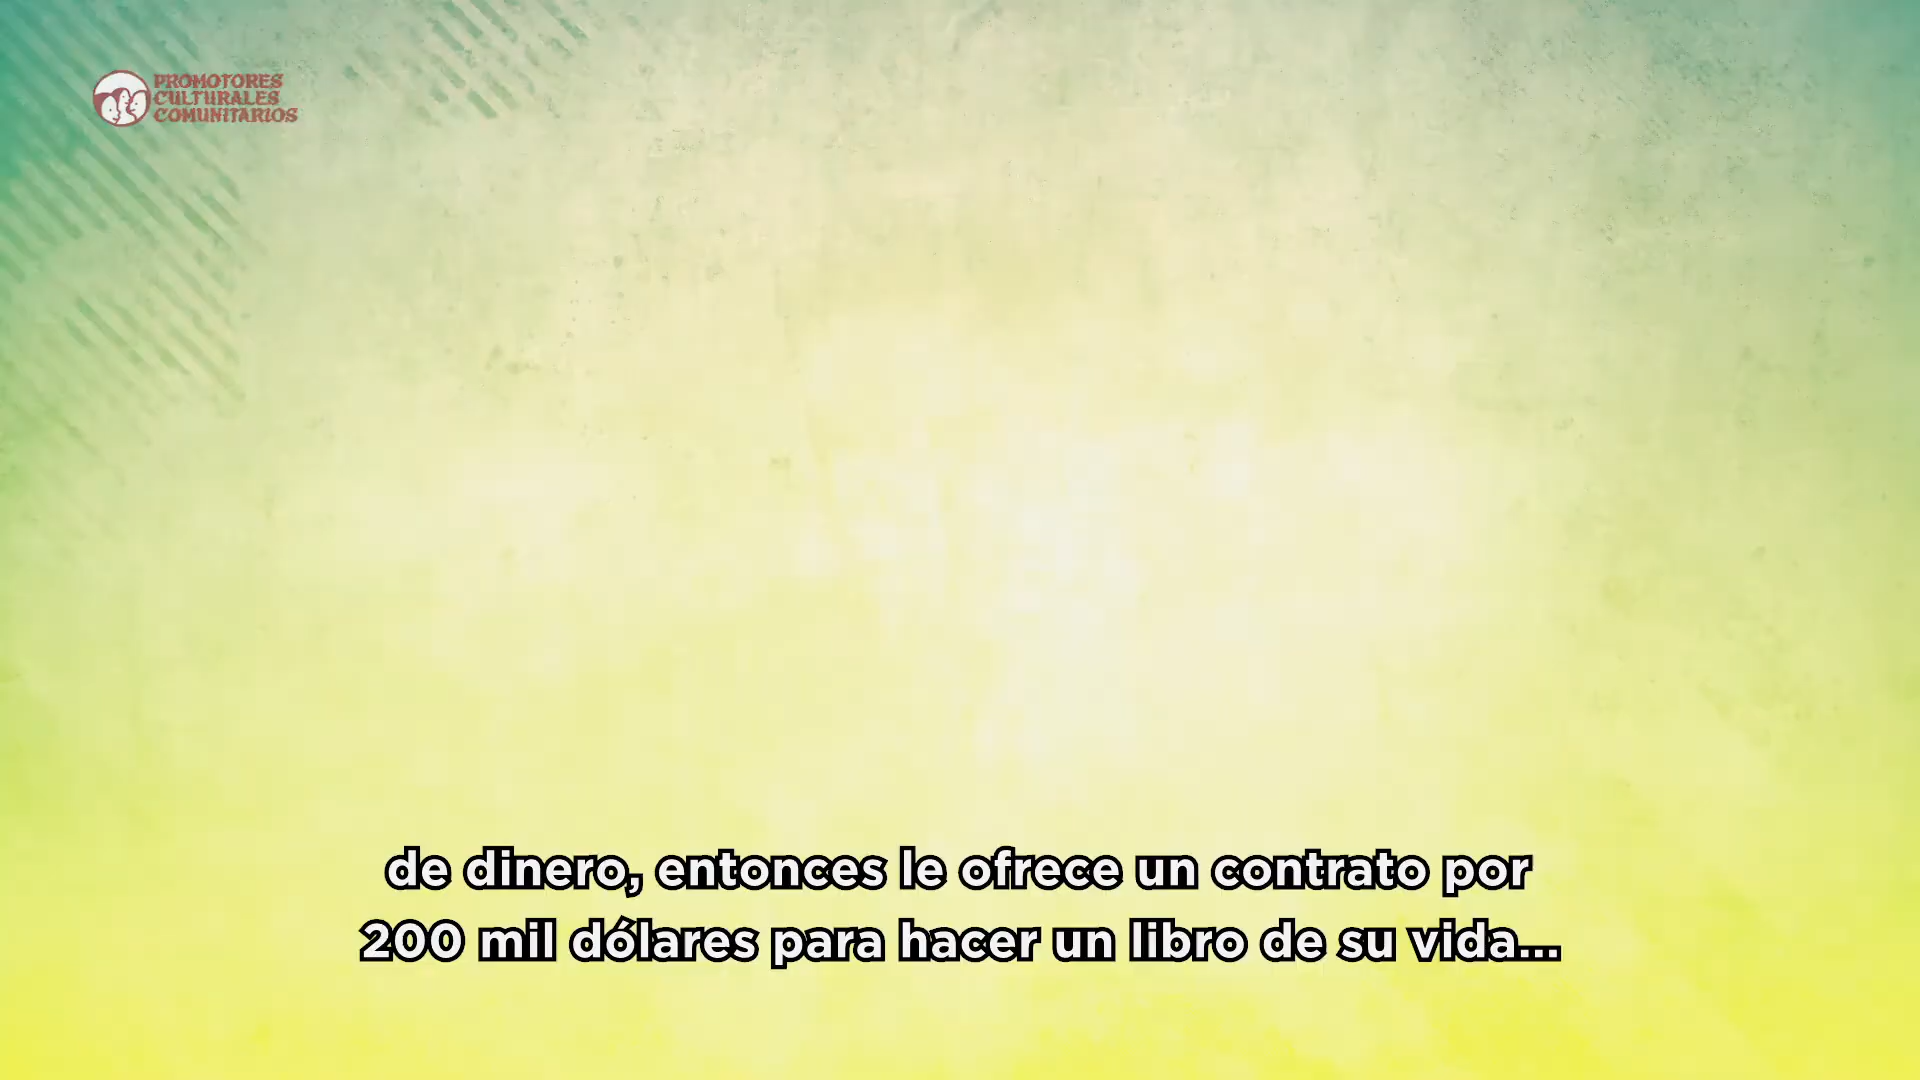 PROMOTORES
CULTURALES
COMUNITARIOS
de dinero, entonces le ofrece un contrato por
200 mil dólares para hacer un libro de su vida...